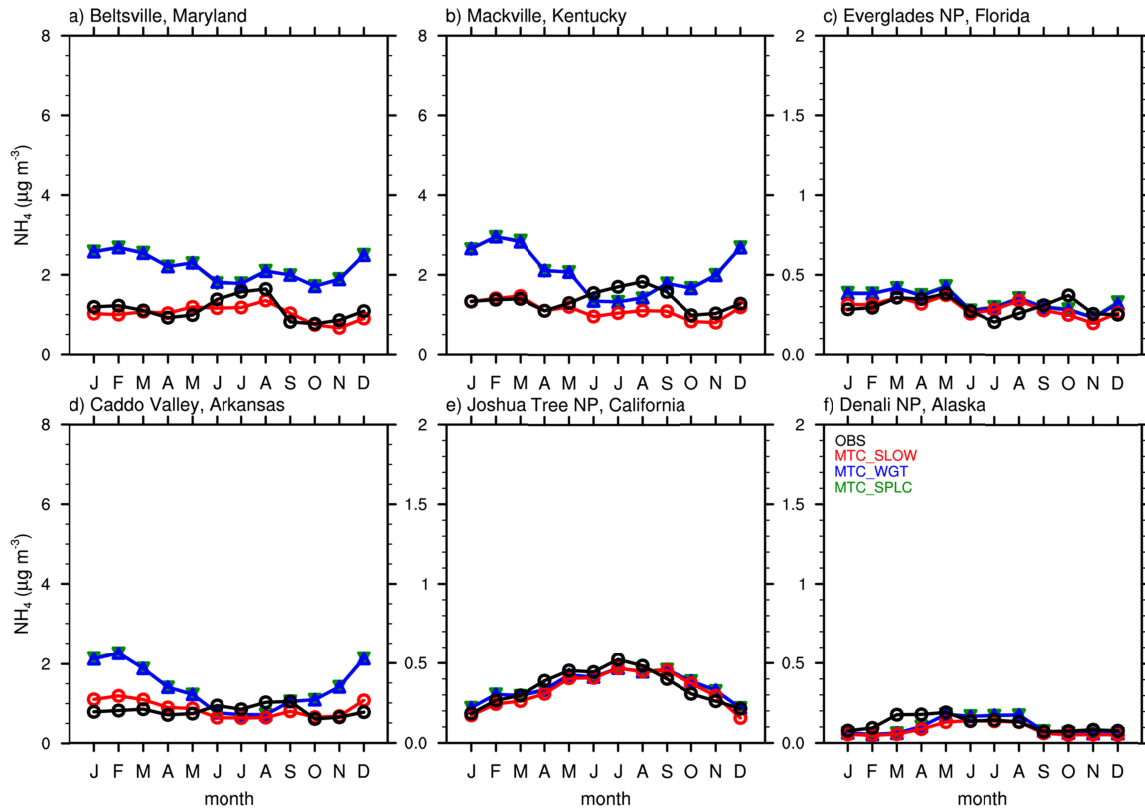 a) Beltsville, Maryland
b) Mackville, Kentucky
c) Everglades NP, Florida
NH4 (µg m-3)
8
6
4
2
0
8
6
4
2
0
2
1.5
1
0.5
0.0
J F M A M J J A S O N D
J F M A M J J A S O N D
J F M A M J J A S O N D
d) Caddo Valley, Arkansas
e) Joshua Tree NP, California
f) Denali NP, Alaska
NH4 (µg m-3)
8
6
4
2
0
2
1.5
1
0.5
0.0
2
1.5
1
0.5
0.0
OBS
MTC_SLOW
MTC_WGT
MTC_SPLC
J F M A M J J A S O N D
J F M A M J J A S O N D
J F M A M J J A S O N D
month
month
month